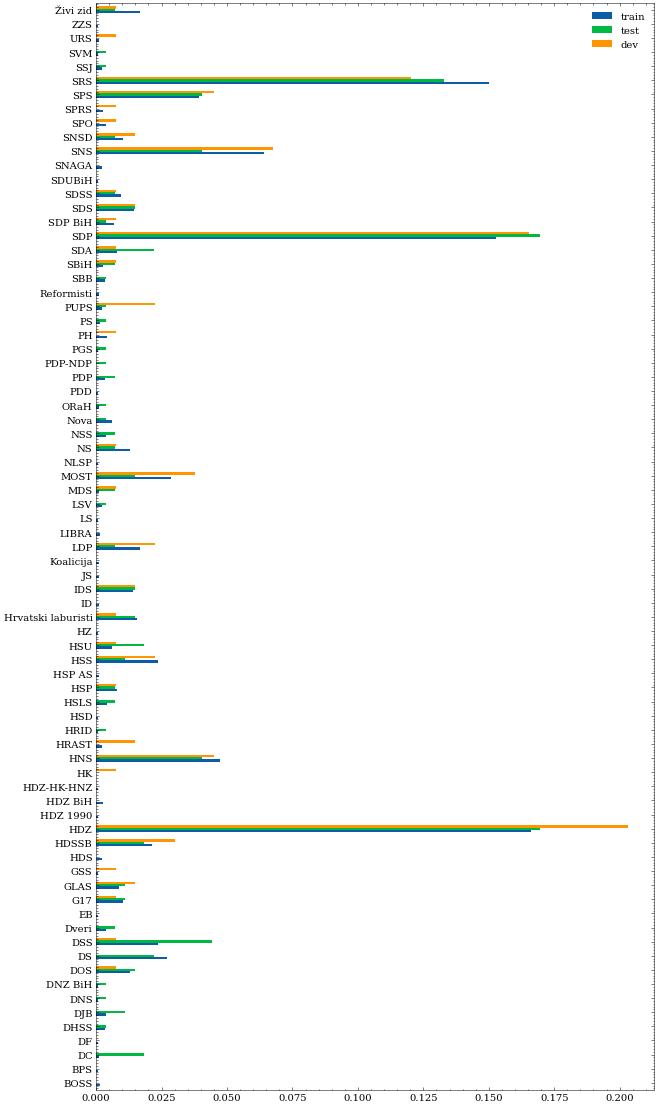 Živi zid
ZZS
URS
SVM
SSJ
SRS
SPS
SPRS
SPO
SNSD
SNS
SNAGA
SDUBiH
SDSS
SDS
SDP BiH
SDP
SDA
SBiH
SBB
Reformisti
PUPS
PS
PH
PGS
PDP-NDP
PDP
PDD
ORaH
Nova
NSS
NS
NLSP
MOST
MDS
LSV
LS
LIBRA
LDP
Koalicija
JS
IDS
ID
Hrvatski laburisti
HZ
HSU
HSS
HSP AS
HSP
HSLS
HSD
HRID
HRAST
HNS
HK
HDZ-HK-HNZ
HDZ BiH
HDZ 1990
HDZ
HDSSB
HDS
GSS
GLAS
G17
EB
Dveri
DSS
DS
DOS
DNZ BiH
DNS
DJB
DHSS
DF
DC
BPS
BOSS
train
test
dev
0.000 0.025 0.050 0.075 0.100 0.125 0.150 0.175 0.200